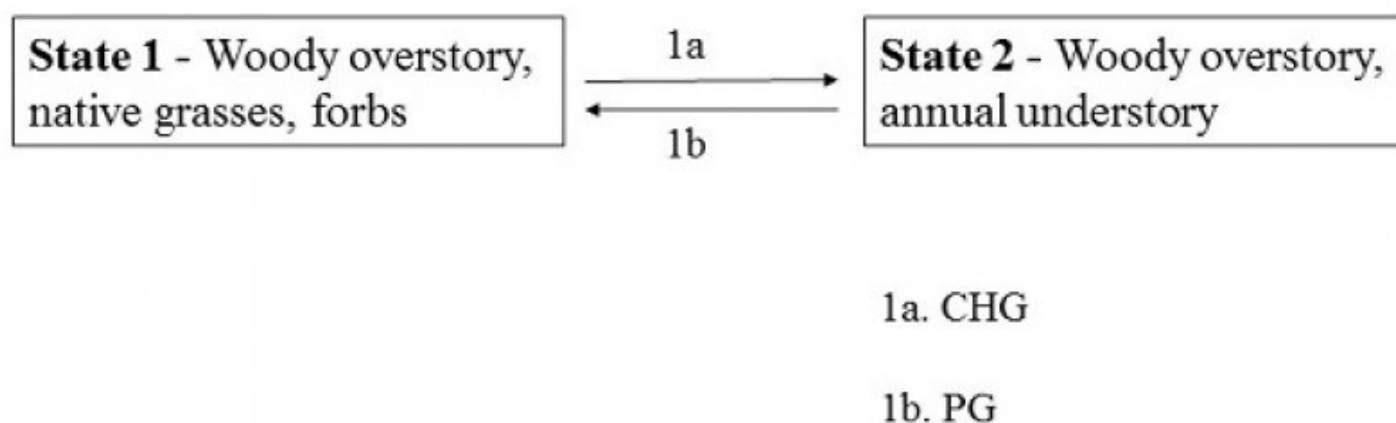 State 1 - Woody overstory,
native grasses, forbs
1a
1b
State 2 - Woody overstory,
annual understory
1a. CHG
1b. PG